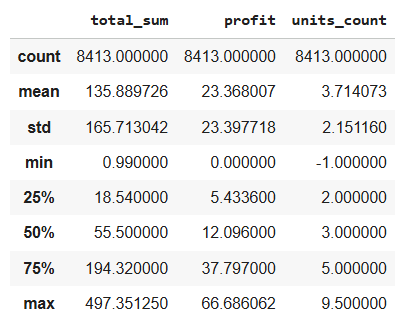 total_sum profit units_count
count 8413.000000 8413.000000 8413.000000
mean 135.889726 23.368007 3.714073
std 165.713042 23.397718 2.151160
min 0.990000 0.000000 -1.000000
25% 18.540000 5.433600 2.000000
50% 55.500000 12.096000 3.000000
75% 194.320000 37.797000 5.000000
max 497.351250 66.686062 9.500000